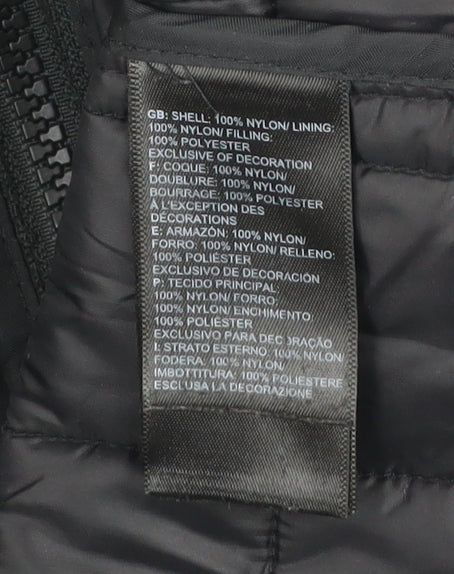 GB: SHELL: 100% NYLON/ LINING:
100% NYLON/ FILLING:
100% POLYESTER
EXCLUSIVE OF DECORATION
F: COQUE: 100% NYLON/
DOUBLURE: 100% NYLON/
BOURRAGE: 100% POLYESTER
À L'EXCEPTION DES
DÉCORATIONS
E: ARMAZÓN: 100% NYLON/
FORRO: 100% NYLON/ RELLENO:
100% POLIÉSTER
EXCLUSIVO DE DECORACIÓN
P: TECIDO PRINCIPAL:
100% NYLON/ FORRO:
100% NYLON/ ENCHIMENTO:
100% POLIÉSTER
EXCLUSIVO PARA DECORAÇÃO
I: STRATO ESTERNO: 100% NYLON/
FODERA: 100% NYLON/
IMBOTTITURA: 100% POLIESTERE
ESCLUSA LA DECORAZIONE